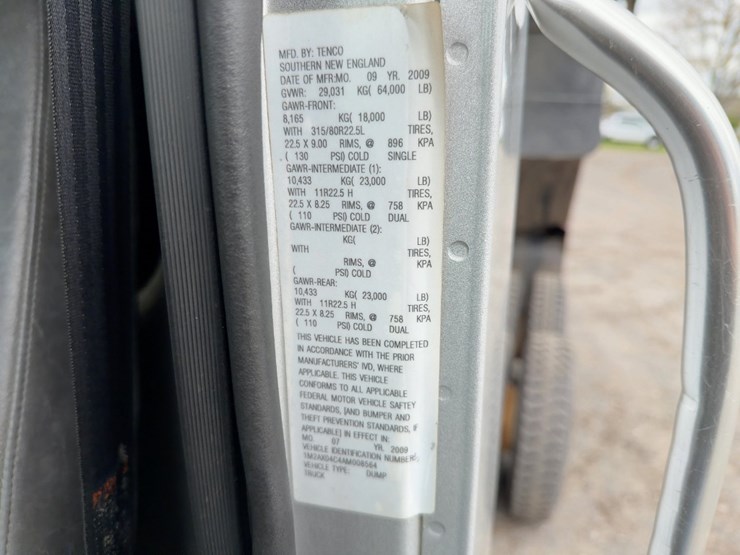 MFD. BY: TENCO
SOUTHERN NEW ENGLAND
DATE OF MFR:MO. 09 YR. 2009
GVWR: 29,031 KG( 64,000 LB)
GAWR-FRONT:
8,165 KG( 18,000 LB)
WITH 315/80R22.5L TIRES,
22.5 X 9.00 RIMS, @ 896 KPA
( 130 PSI) COLD SINGLE
GAWR-INTERMEDIATE (1):
10,433 KG( 23,000 LB)
WITH 11R22.5 H TIRES,
22.5 X 8.25 RIMS, @ 758 KPA
( 110 PSI) COLD DUAL
GAWR-INTERMEDIATE (2):
KG( LB)
WITH TIRES,
RIMS, @ KPA
( PSI) COLD
GAWR-REAR:
10,433 KG( 23,000 LB)
WITH 11R22.5 H TIRES,
22.5 X 8.25 RIMS, @ 758 KPA
( 110 PSI) COLD DUAL
THIS VEHICLE HAS BEEN COMPLETED
IN ACCORDANCE WITH THE PRIOR
MANUFACTURERS' IVD, WHERE
APPLICABLE. THIS VEHICLE
CONFORMS TO ALL APPLICABLE
FEDERAL MOTOR VEHICLE SAFTEY
STANDARDS, [AND BUMPER AND
THEFT PREVENTION STANDARDS, IF
APPLICABLE] IN EFFECT IN:
MO. 07 YR. 2009
VEHICLE IDENTIFICATION NUMBER:
VEHICLE TYPE: DUMP
TRUCK